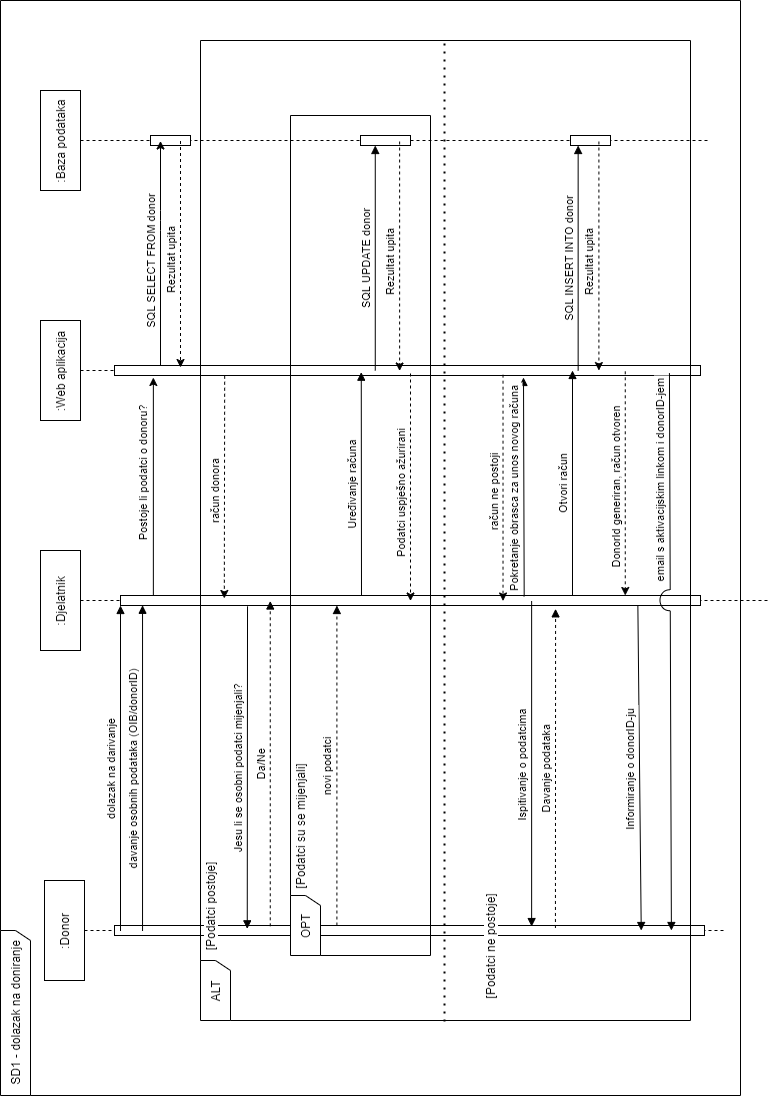 SD1 - dolazak na doniranje
:Donor
:Djelatnik
:Web aplikacija
:Baza podataka
dolazak na darivanje
davanje osobnih podataka (OIB/donorID)
Postoje li podatci o donoru?
SQL SELECT FROM donor
Rezultat upita
ALT
[Podatci postoje]
račun donora
Jesu li se osobni podatci mijenjali?
Da/Ne
OPT
[Podatci su se mijenjali]
novi podatci
Uređivanje računa
SQL UPDATE donor
Rezultat upita
Podatci uspješno ažurirani
[Podatci ne postoje]
račun ne postoji
Pokretanje obrasca za unos novog računa
Ispitivanje o podatcima
Davanje podataka
Otvori račun
SQL INSERT INTO donor
Rezultat upita
DonorId generiran, račun otvoren
Informiranje o donorID-ju
email s aktivacijskim linkom i donorID-jem